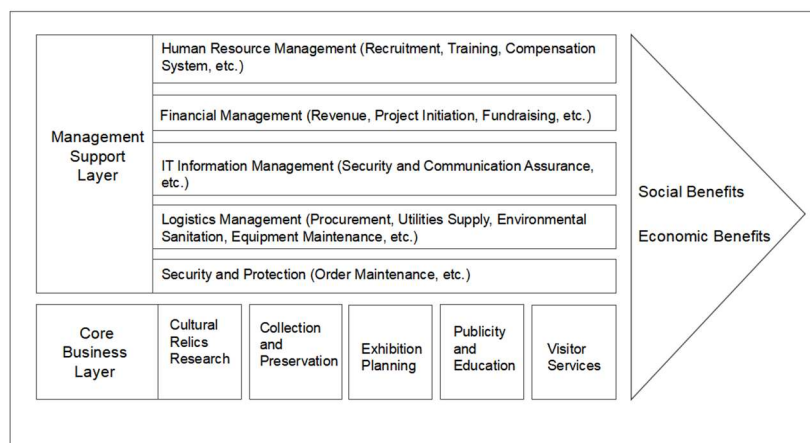 Management
Support
Layer
Human Resource Management (Recruitment, Training, Compensation
System, etc.)
Financial Management (Revenue, Project Initiation, Fundraising, etc.)
IT Information Management (Security and Communication Assurance,
etc.)
Logistics Management (Procurement, Utilities Supply, Environmental
Sanitation, Equipment Maintenance, etc.)
Security and Protection (Order Maintenance, etc.)
Core
Business
Layer
Cultural
Relics
Research
Collection
and
Preservation
Exhibition
Planning
Publicity
and
Education
Visitor
Services
Social Benefits
Economic Benefits